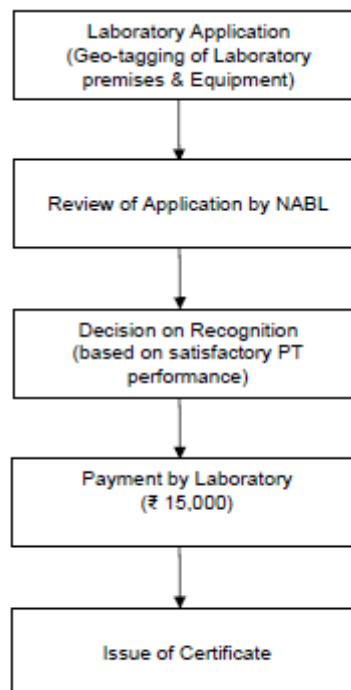 Laboratory Application
(Geo-tagging of Laboratory
premises & Equipment)
Review of Application by NABL
Decision on Recognition
(based on satisfactory PT
performance)
Payment by Laboratory
(₹ 15,000)
Issue of Certificate